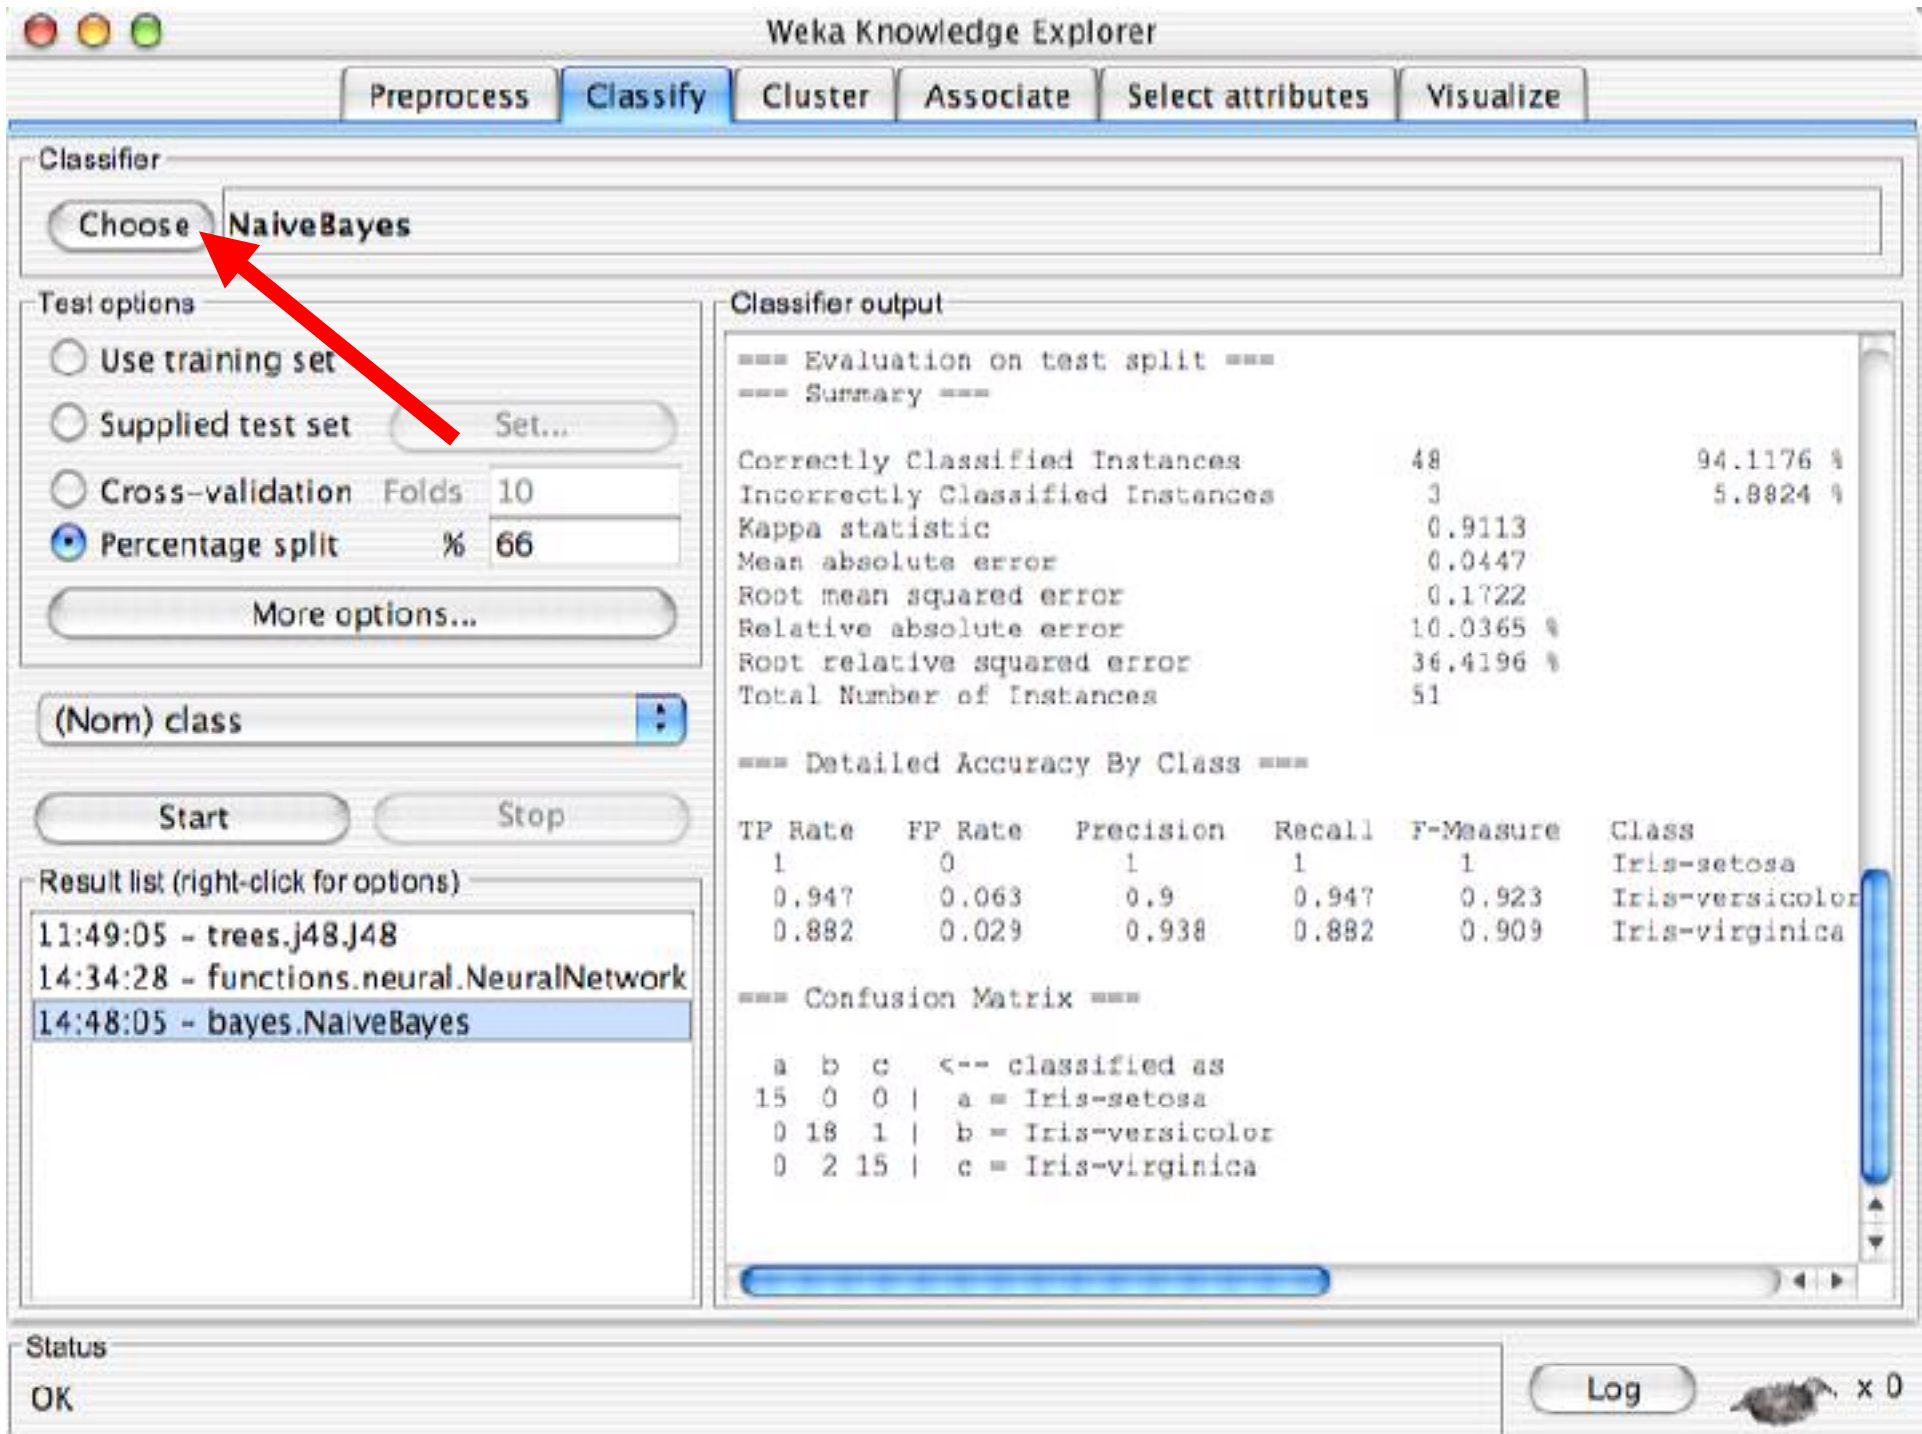 Weka Knowledge Explorer
Preprocess Classify Cluster Associate Select attributes Visualize
Classifier
Choose NaiveBayes
Test options
Use training set
Supplied test set Set...
Cross-validation Folds 10
Percentage split % 66
More options...
(Nom) class
Start Stop
Result list (right-click for options)
11:49:05 - trees.j48.J48
14:34:28 - functions.neural.NeuralNetwork
14:48:05 - bayes.NaiveBayes
Classifier output
=== Evaluation on test split ===
=== Summary ===
Correctly Classified Instances 48 94.1176 %
Incorrectly Classified Instances 3 5.8824 %
Kappa statistic 0.9113
Mean absolute error 0.0447
Root mean squared error 0.1722
Relative absolute error 10.0365 %
Root relative squared error 36.4196 %
Total Number of Instances 51
=== Detailed Accuracy By Class ===
TP Rate FP Rate Precision Recall F-Measure Class
1 0 1 1 1 Iris-setosa
0.947 0.063 0.9 0.947 0.923 Iris-versicolor
0.882 0.029 0.938 0.882 0.909 Iris-virginica
=== Confusion Matrix ===
a b c <-- classified as
15 0 0 | a = Iris-setosa
0 18 1 | b = Iris-versicolor
0 2 15 | c = Iris-virginica
Status
OK
Log x 0